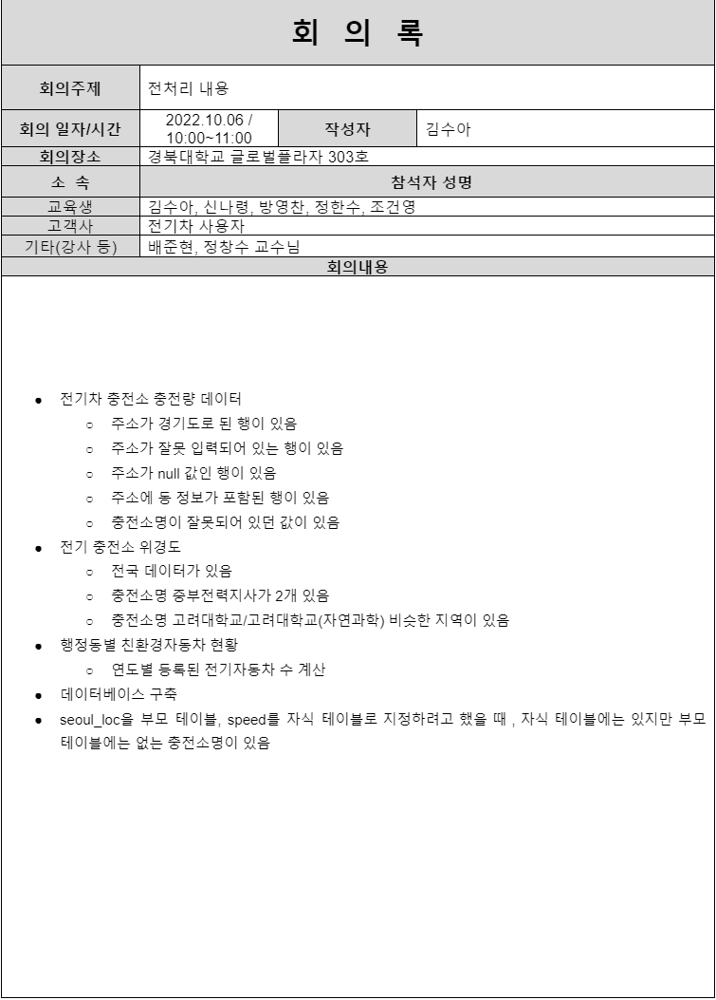 회 의 록
회의주제
전처리 내용
회의 일자/시간
2022.10.06 /
10:00~11:00
작성자
김수아
회의장소
경북대학교 글로벌플라자 303호
소 속
참석자 성명
교육생
김수아, 신나령, 방영찬, 정한수, 조건영
고객사
전기차 사용자
기타(강사 등)
배준현, 정창수 교수님
회의내용
● 전기차 충전소 충전량 데이터
○ 주소가 경기도로 된 행이 있음
○ 주소가 잘못 입력되어 있는 행이 있음
○ 주소가 null 값인 행이 있음
○ 주소에 동 정보가 포함된 행이 있음
○ 충전소명이 잘못되어 있던 값이 있음
● 전기 충전소 위경도
○ 전국 데이터가 있음
○ 충전소명 중부전력지사가 2개 있음
○ 충전소명 고려대학교/고려대학교(자연과학) 비슷한 지역이 있음
● 행정동별 친환경자동차 현황
○ 연도별 등록된 전기자동차 수 계산
● 데이터베이스 구축
● seoul_loc을 부모 테이블, speed를 자식 테이블로 지정하려고 했을 때 , 자식 테이블에는 있지만 부모
테이블에는 없는 충전소명이 있음